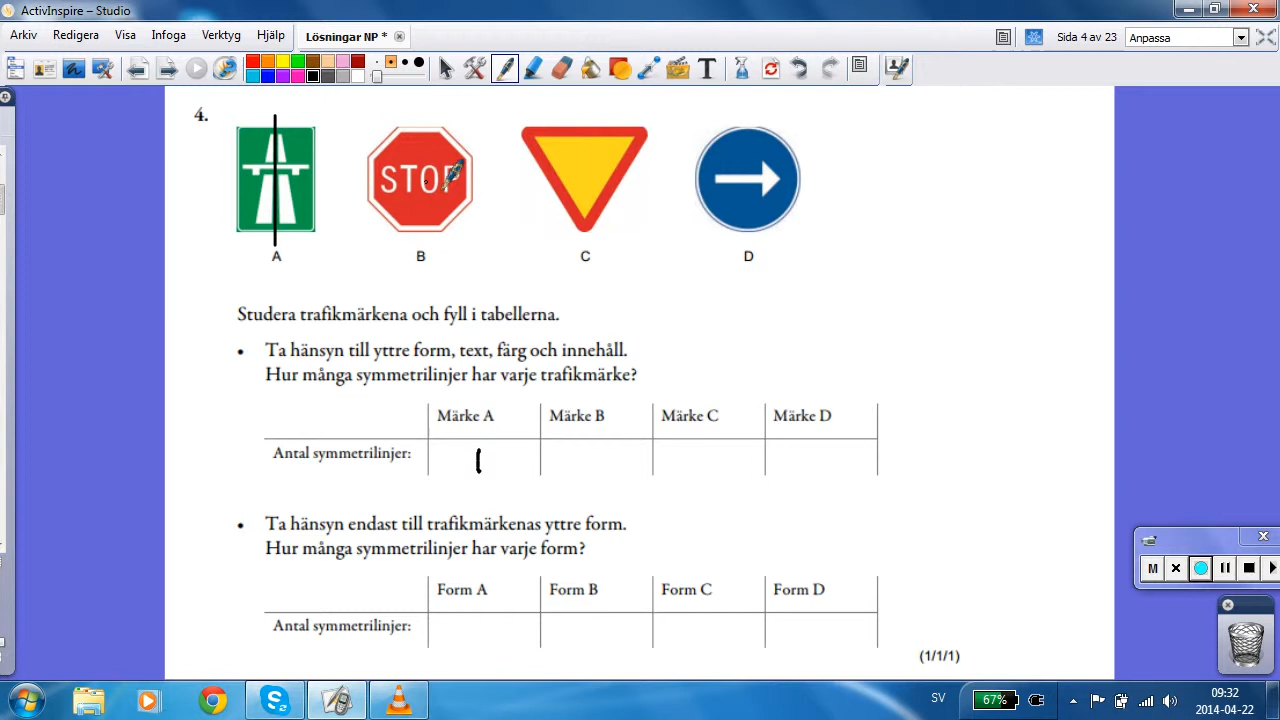 ActivInspire – Studio
Arkiv Redigera Visa Infoga Verktyg Hjälp Lösningar NP * Sida 4 av 23 Anpassa
4.
STOP
A B C D
Studera trafikmärkena och fyll i tabellerna.
• Ta hänsyn till yttre form, text, färg och innehåll.
Hur många symmetrilinjer har varje trafikmärke?
Märke A Märke B Märke C Märke D
Antal symmetrilinjer: 1
• Ta hänsyn endast till trafikmärkenas yttre form.
Hur många symmetrilinjer har varje form?
Form A Form B Form C Form D
Antal symmetrilinjer:
(1/1/1)
M
SV 67% 09:32
2014-04-22